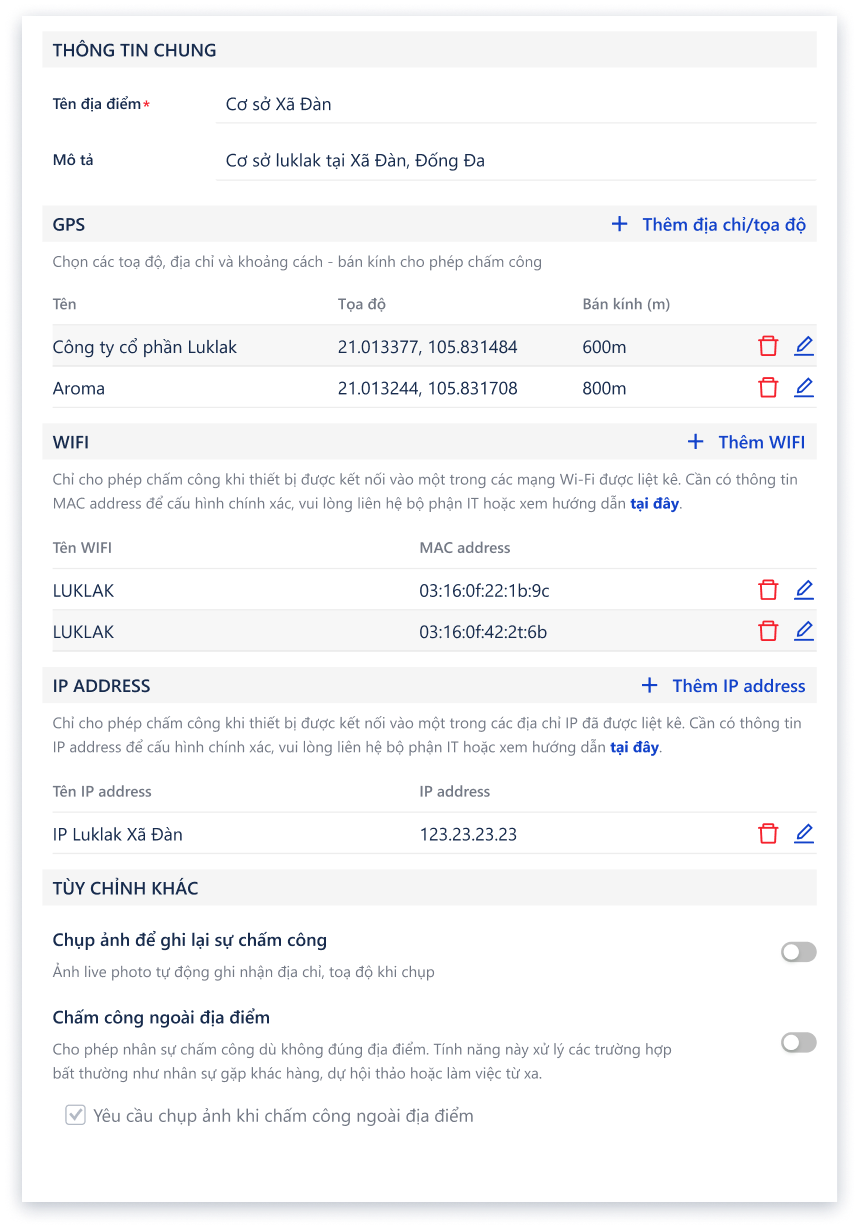 THÔNG TIN CHUNG
Tên địa điểm*
Cơ sở Xã Đàn
Mô tả
Cơ sở luklak tại Xã Đàn, Đống Đa
GPS
+ Thêm địa chỉ/tọa độ
Chọn các toạ độ, địa chỉ và khoảng cách - bán kính cho phép chấm công
Tên Tọa độ Bán kính (m)
Công ty cổ phần Luklak 21.013377, 105.831484 600m
Aroma 21.013244, 105.831708 800m
WIFI
+ Thêm WIFI
Chỉ cho phép chấm công khi thiết bị được kết nối vào một trong các mạng Wi-Fi được liệt kê. Cần có thông tin
MAC address để cấu hình chính xác, vui lòng liên hệ bộ phận IT hoặc xem hướng dẫn tại đây.
Tên WIFI MAC address
LUKLAK 03:16:0f:22:1b:9c
LUKLAK 03:16:0f:42:2t:6b
IP ADDRESS
+ Thêm IP address
Chỉ cho phép chấm công khi thiết bị được kết nối vào một trong các địa chỉ IP đã được liệt kê. Cần có thông tin
IP address để cấu hình chính xác, vui lòng liên hệ bộ phận IT hoặc xem hướng dẫn tại đây.
Tên IP address IP address
IP Luklak Xã Đàn 123.23.23.23
TÙY CHỈNH KHÁC
Chụp ảnh để ghi lại sự chấm công
Ảnh live photo tự động ghi nhận địa chỉ, toạ độ khi chụp
Chấm công ngoài địa điểm
Cho phép nhân sự chấm công dù không đúng địa điểm. Tính năng này xử lý các trường hợp
bất thường như nhân sự gặp khác hàng, dự hội thảo hoặc làm việc từ xa.
Yêu cầu chụp ảnh khi chấm công ngoài địa điểm